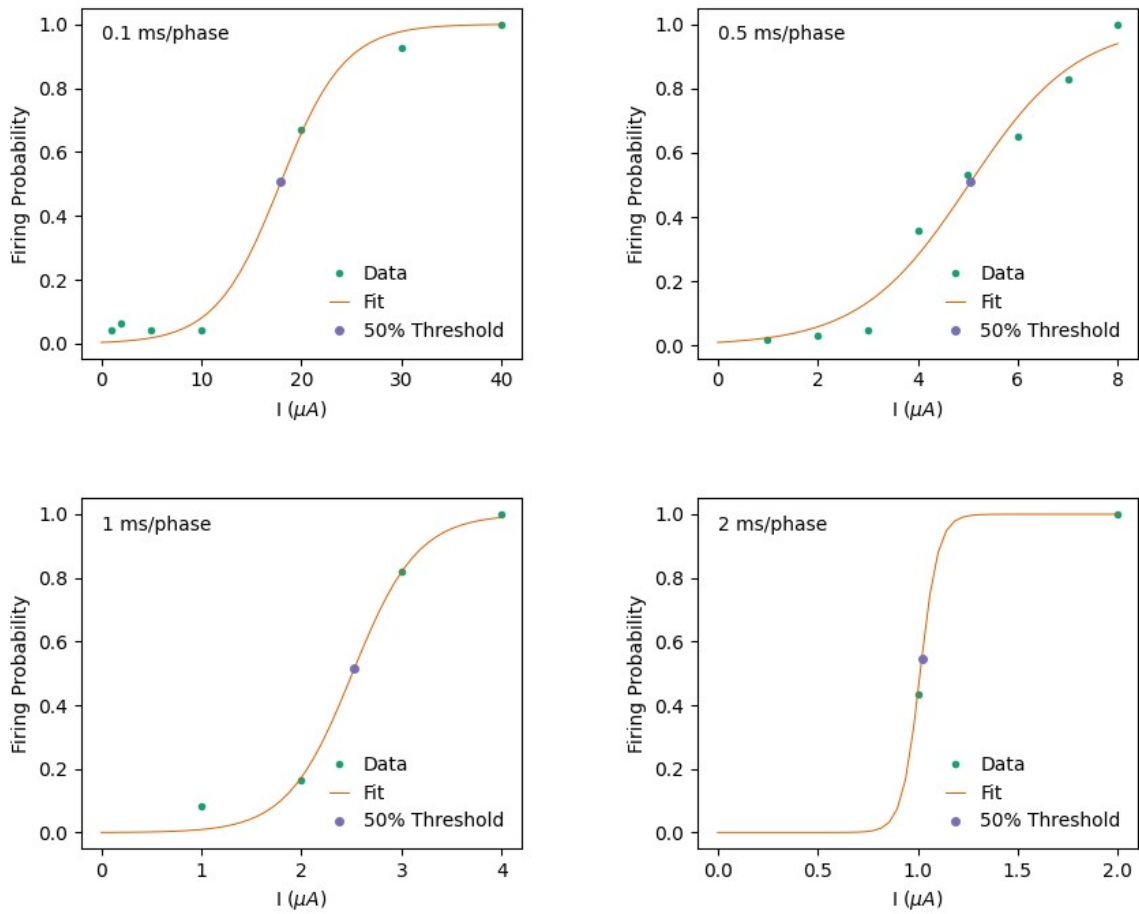 0.1 ms/phase
Firing Probability
1.0
0.8
0.6
0.4
0.2
0.0
Data
Fit
50% Threshold
0 10 20 30 40
I (μA)
0.5 ms/phase
Firing Probability
1.0
0.8
0.6
0.4
0.2
0.0
Data
Fit
50% Threshold
0 2 4 6 8
I (μA)
1 ms/phase
Firing Probability
1.0
0.8
0.6
0.4
0.2
0.0
Data
Fit
50% Threshold
0 1 2 3 4
I (μA)
2 ms/phase
Firing Probability
1.0
0.8
0.6
0.4
0.2
0.0
Data
Fit
50% Threshold
0.0 0.5 1.0 1.5 2.0
I (μA)